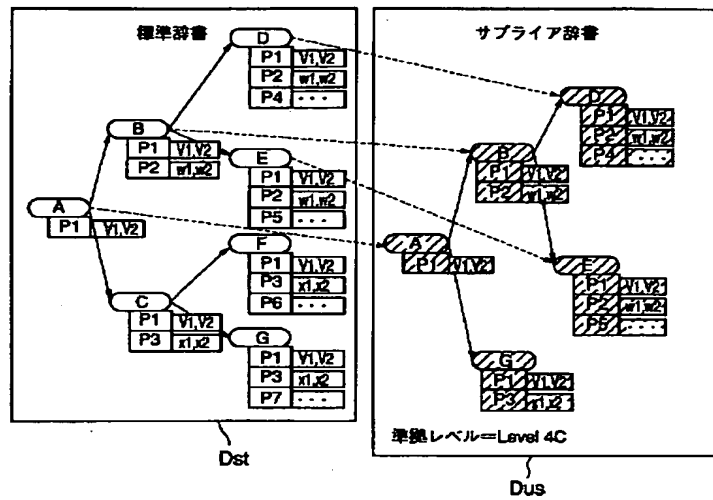 標準辞書
D
P1 V1,V2
P2 w1,w2
P4 ・・・
B
P1 V1,V2
P2 w1,w2
E
P1 V1,V2
P2 w1,w2
P5 ・・・
A
P1 V1,V2
F
P1 V1,V2
P3 x1,x2
P6 ・・・
C
P1 V1,V2
P3 x1,x2
G
P1 V1,V2
P3 x1,x2
P7 ・・・
Dst
サプライア辞書
D
P1 V1,V2
P2 w1,w2
P4 ・・・・
B
P1 V1,V2
P2 w1,w2
A
P1 V1,V2
E
P1 V1,V2
P2 w1,w2
P5 ・・・・
G
P1 V1,V2
P3 x1,x2
準拠レベル=Level 4C
Dus